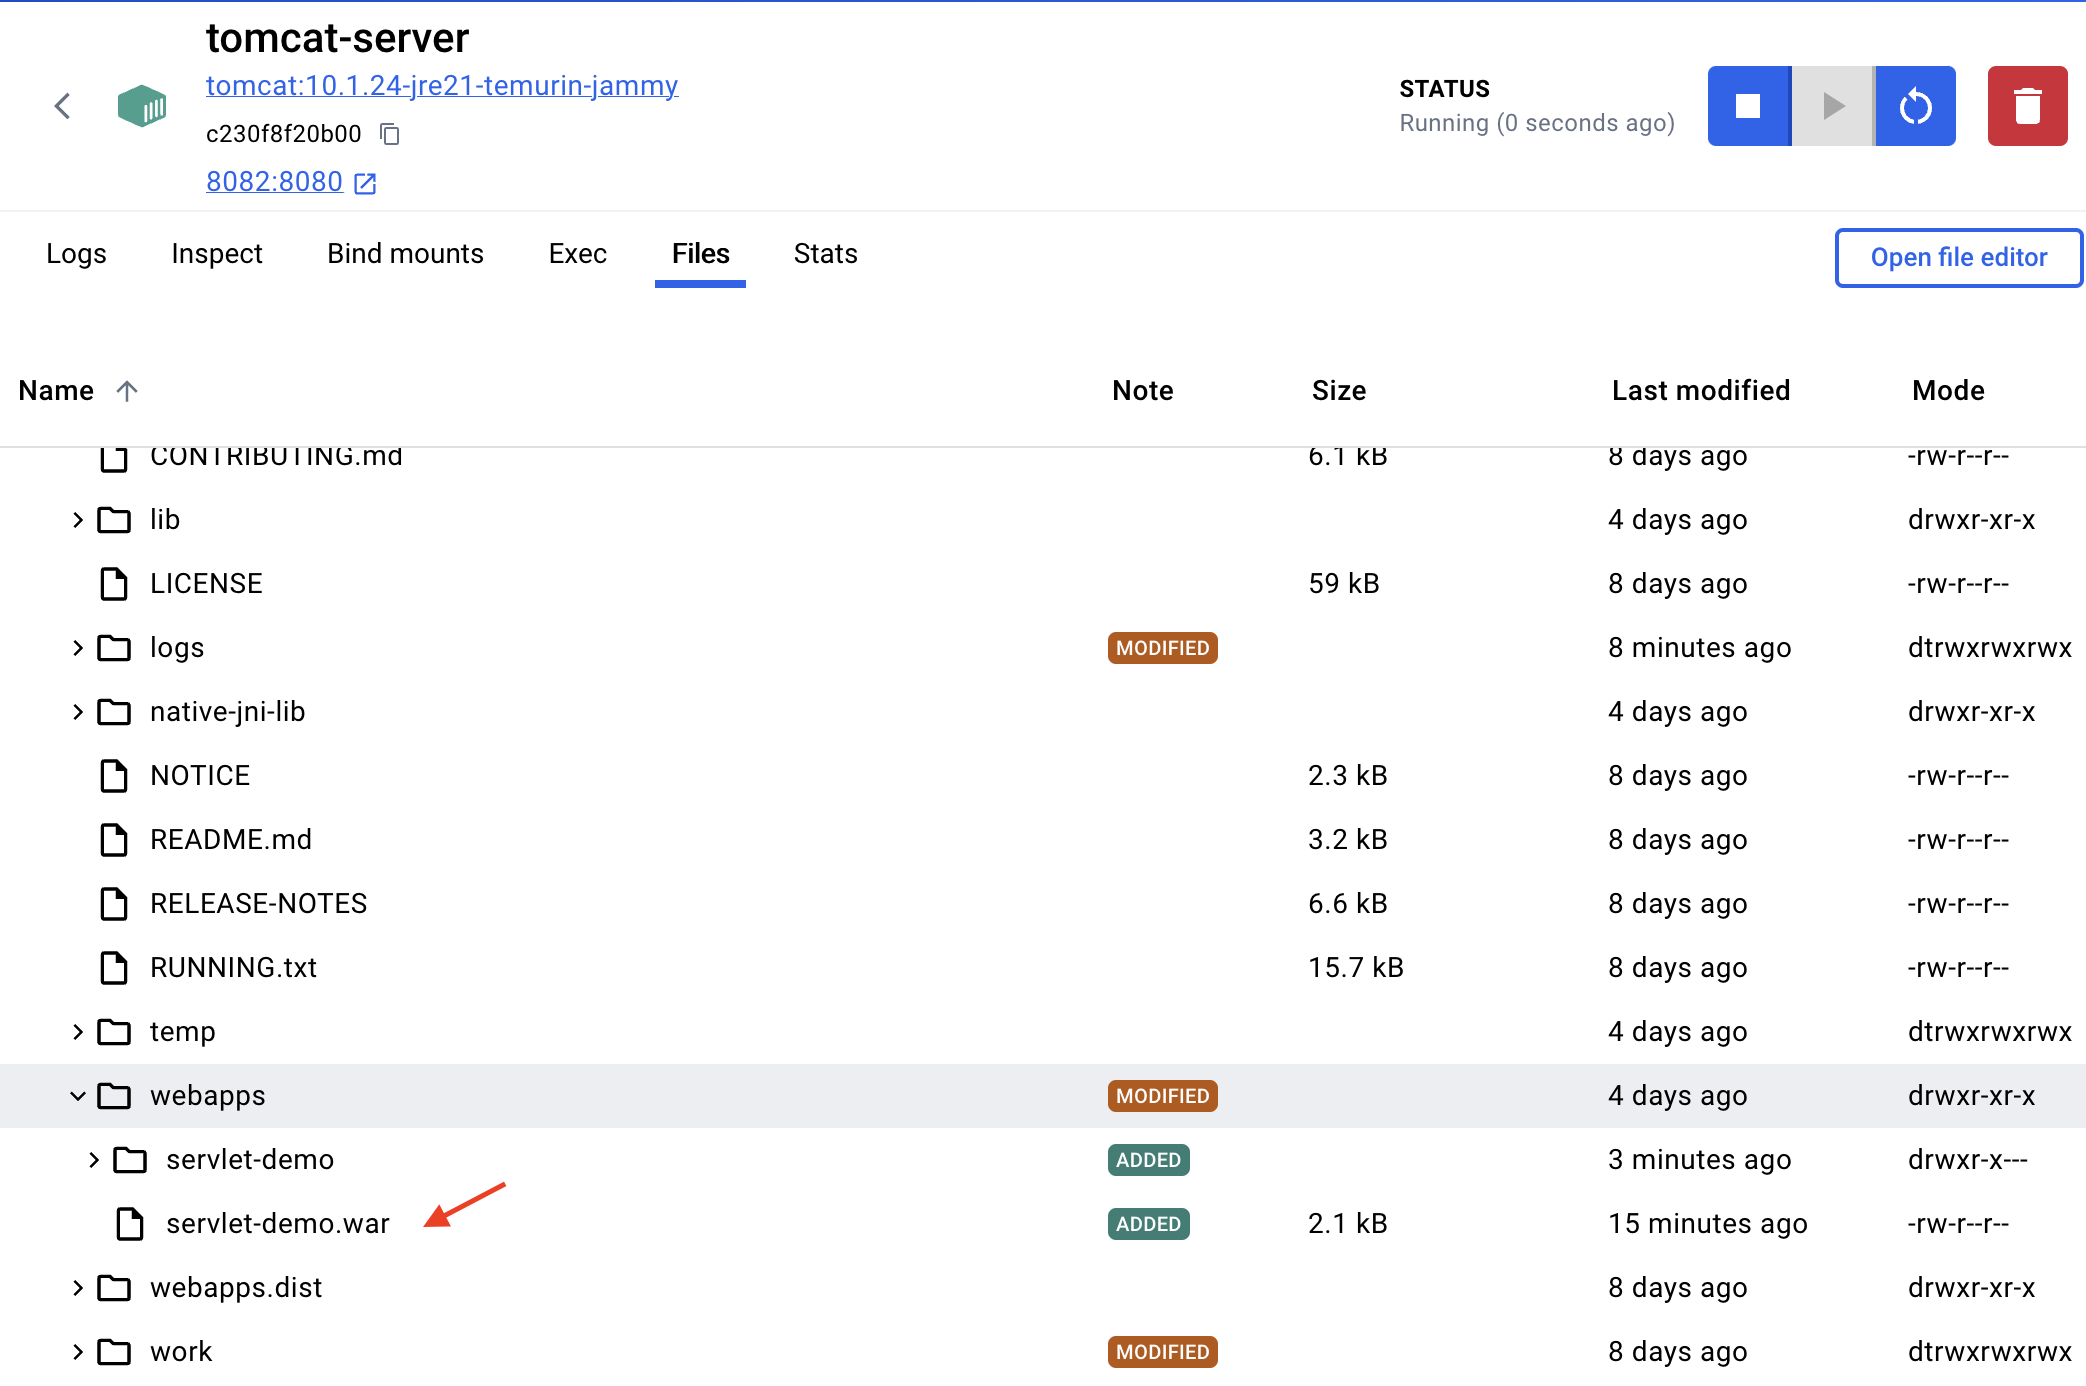 tomcat-server
tomcat:10.1.24-jre21-temurin-jammy
c230f8f20b00
8082:8080
STATUS
Running (0 seconds ago)
Logs Inspect Bind mounts Exec Files Stats Open file editor
Name Note Size Last modified Mode
CONTRIBUTING.md 6.1 kB 8 days ago -rw-r--r--
lib 4 days ago drwxr-xr-x
LICENSE 59 kB 8 days ago -rw-r--r--
logs MODIFIED 8 minutes ago dtrwxrwxrwx
native-jni-lib 4 days ago drwxr-xr-x
NOTICE 2.3 kB 8 days ago -rw-r--r--
README.md 3.2 kB 8 days ago -rw-r--r--
RELEASE-NOTES 6.6 kB 8 days ago -rw-r--r--
RUNNING.txt 15.7 kB 8 days ago -rw-r--r--
temp 4 days ago dtrwxrwxrwx
webapps MODIFIED 4 days ago drwxr-xr-x
servlet-demo ADDED 3 minutes ago drwxr-x---
servlet-demo.war ADDED 2.1 kB 15 minutes ago -rw-r--r--
webapps.dist 8 days ago drwxr-xr-x
work MODIFIED 8 days ago dtrwxrwxrwx